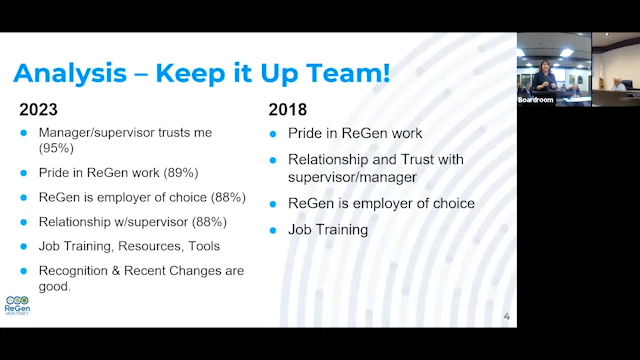 Analysis – Keep it Up Team!
2023
Manager/supervisor trusts me
(95%)
Pride in ReGen work (89%)
ReGen is employer of choice (88%)
Relationship w/supervisor (88%)
Job Training, Resources, Tools
Recognition & Recent Changes are
good.
2018
Pride in ReGen work
Relationship and Trust with
supervisor/manager
ReGen is employer of choice
Job Training
ReGen
MONTEREY
4
Boardroom